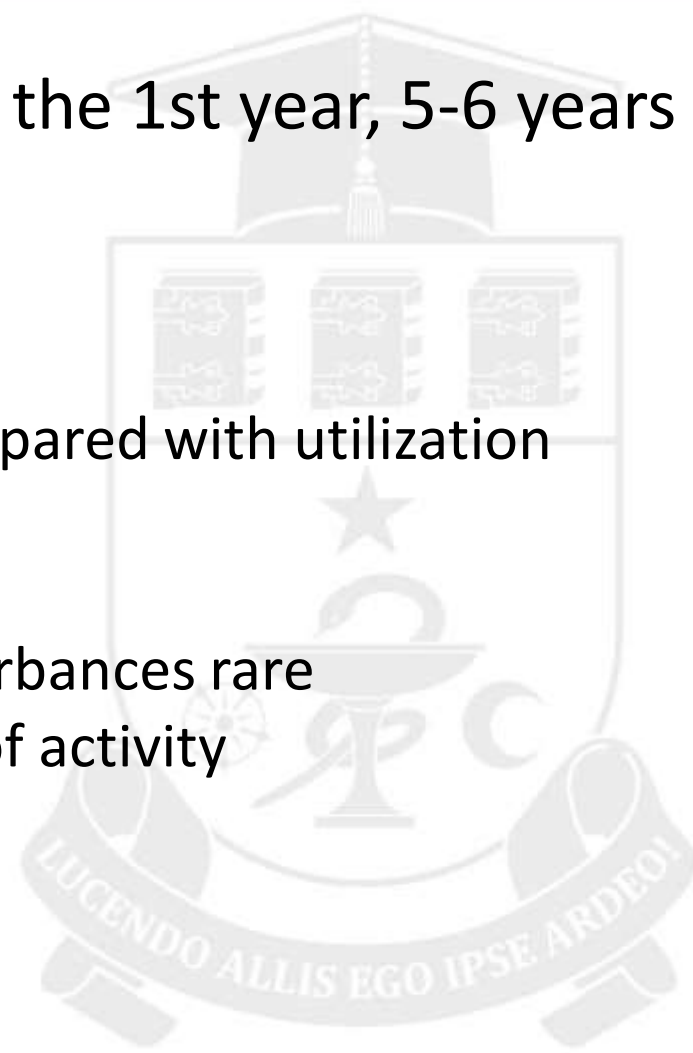 the 1st year, 5-6 years
pared with utilization
rbances rare
of activity
LUCENDO ALLIS EGO IPSE ARDEO!